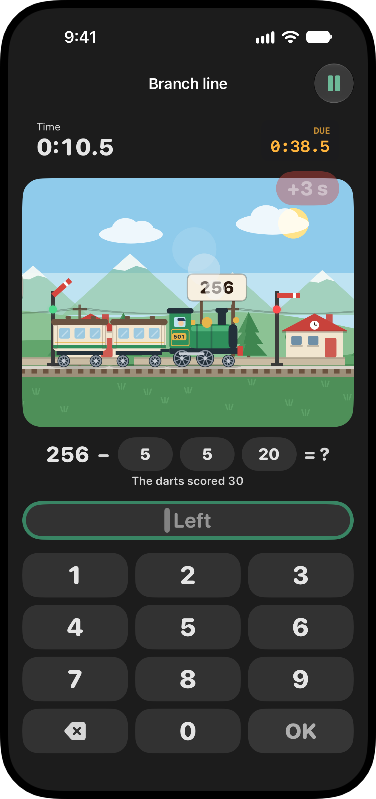 9:41
Branch line
Time
0:10.5
DUE
0:38.5
+3 s
256
501
256 – 5 5 20 = ?
The darts scored 30
Left
1 2 3
4 5 6
7 8 9
0 OK